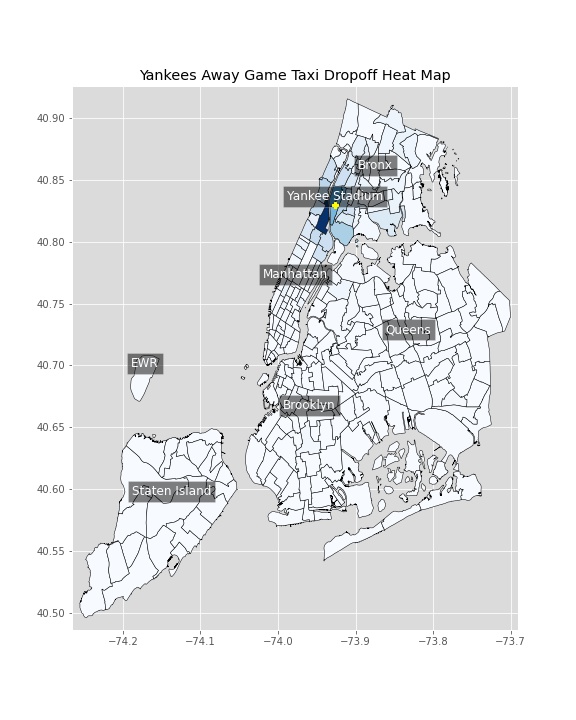 Yankees Away Game Taxi Dropoff Heat Map
40.90
Bronx
40.85
Yankee Stadium
40.80
Manhattan
40.75
Queens
40.70
EWR
Brooklyn
40.65
40.60
Staten Island
40.55
40.50
−74.2
−74.1
−74.0
−73.9
−73.8
−73.7